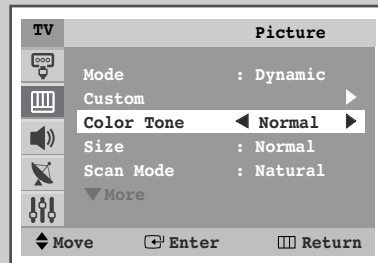 TV Picture
Mode : Dynamic
Custom
Color Tone Normal
Size : Normal
Scan Mode : Natural
More
Move Enter Return